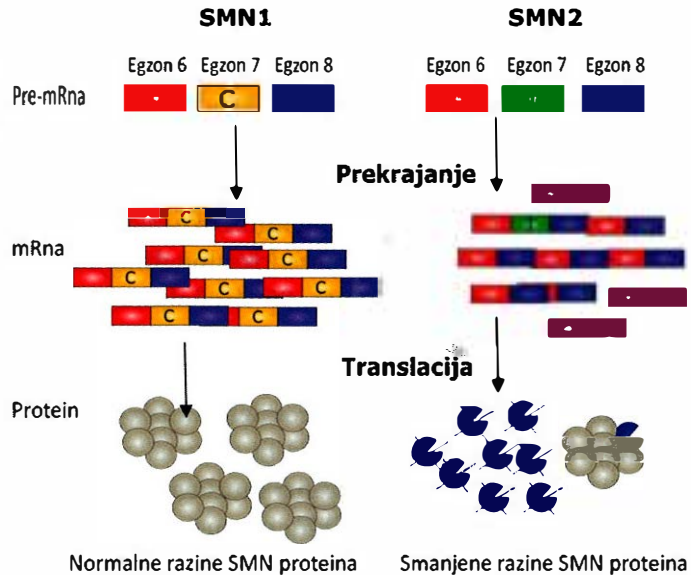 SMN1 SMN2
Egzon 6 Egzon 7 Egzon 8 Egzon 6 Egzon 7 Egzon 8
Pre-mRna C
Prekrajanje
C
mRna C
C C
C
C C
C C
Translacija
Protein
Normalne razine SMN proteina Smanjene razine SMN proteina